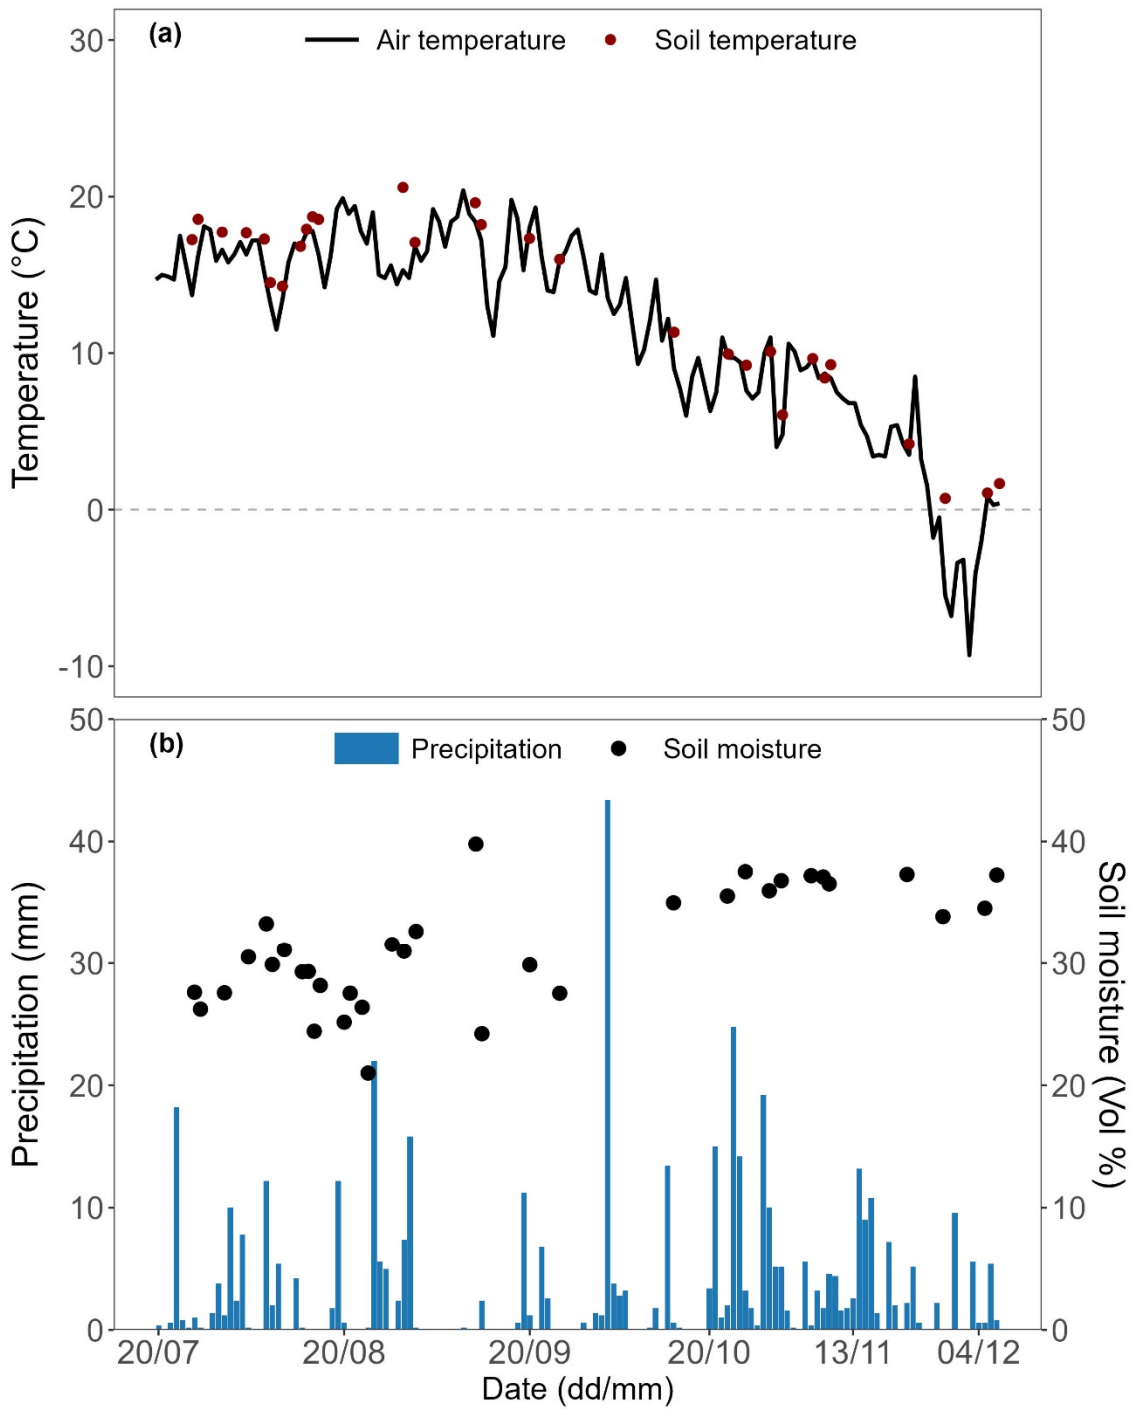 (a) Air temperature Soil temperature
30
20
10
0
-10
Temperature (°C)
(b) Precipitation Soil moisture
50 50
40 40
30 30
20 20
10 10
0 0
Precipitation (mm)
Soil moisture (Vol %)
20/07 20/08 20/09 20/10 13/11 04/12
Date (dd/mm)